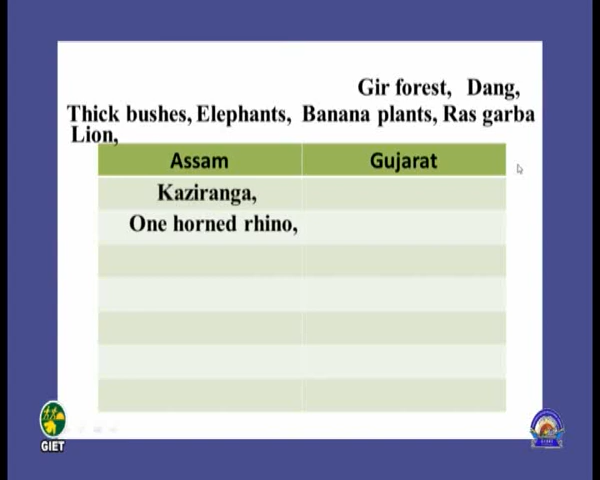 Gir forest, Dang,
Thick bushes, Elephants, Banana plants, Ras garba
Lion,
Assam Gujarat
Kaziranga,
One horned rhino,
GIET